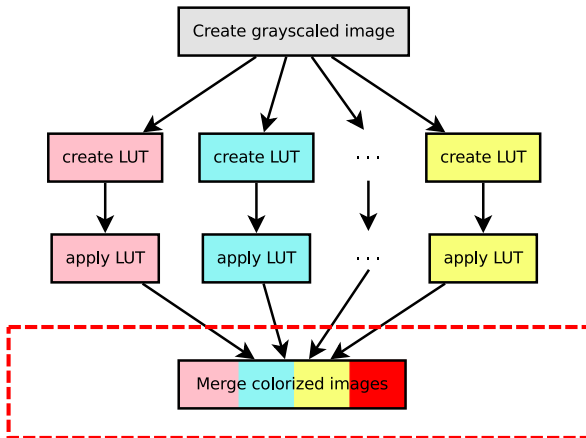 Create grayscaled image
create LUT create LUT . . . create LUT
apply LUT apply LUT . . . apply LUT
Merge colorized images